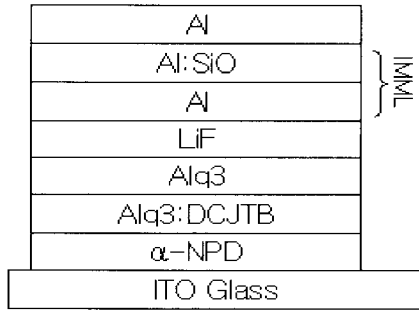 Al
Al:SiO
Al
IMML
LiF
Alq3
Alq3:DCJTB
α-NPD
ITO Glass